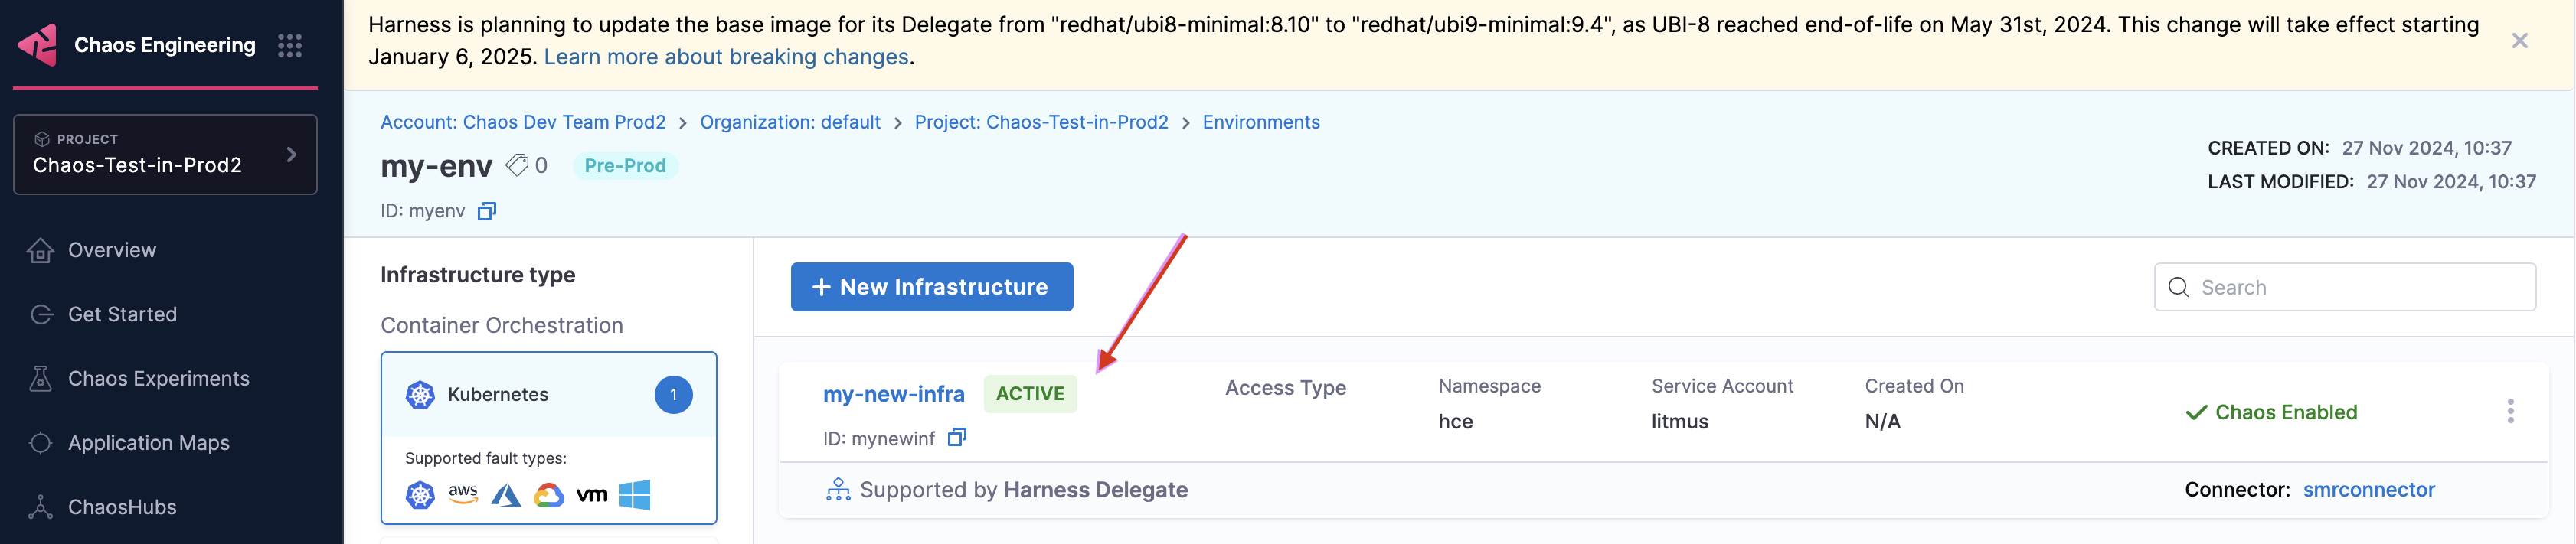 Chaos Engineering
PROJECT
Chaos-Test-in-Prod2
Overview
Get Started
Chaos Experiments
Application Maps
ChaosHubs
Harness is planning to update the base image for its Delegate from "redhat/ubi8-minimal:8.10" to "redhat/ubi9-minimal:9.4", as UBI-8 reached end-of-life on May 31st, 2024. This change will take effect starting
January 6, 2025. Learn more about breaking changes.
Account: Chaos Dev Team Prod2 > Organization: default > Project: Chaos-Test-in-Prod2 > Environments
my-env 0 Pre-Prod
ID: myenv
CREATED ON: 27 Nov 2024, 10:37
LAST MODIFIED: 27 Nov 2024, 10:37
Infrastructure type
Container Orchestration
Kubernetes 1
Supported fault types:
aws vm
+ New Infrastructure
Search
my-new-infra ACTIVE
ID: mynewinf
Access Type
Namespace
hce
Service Account
litmus
Created On
N/A
Chaos Enabled
Supported by Harness Delegate
Connector: smrconnector